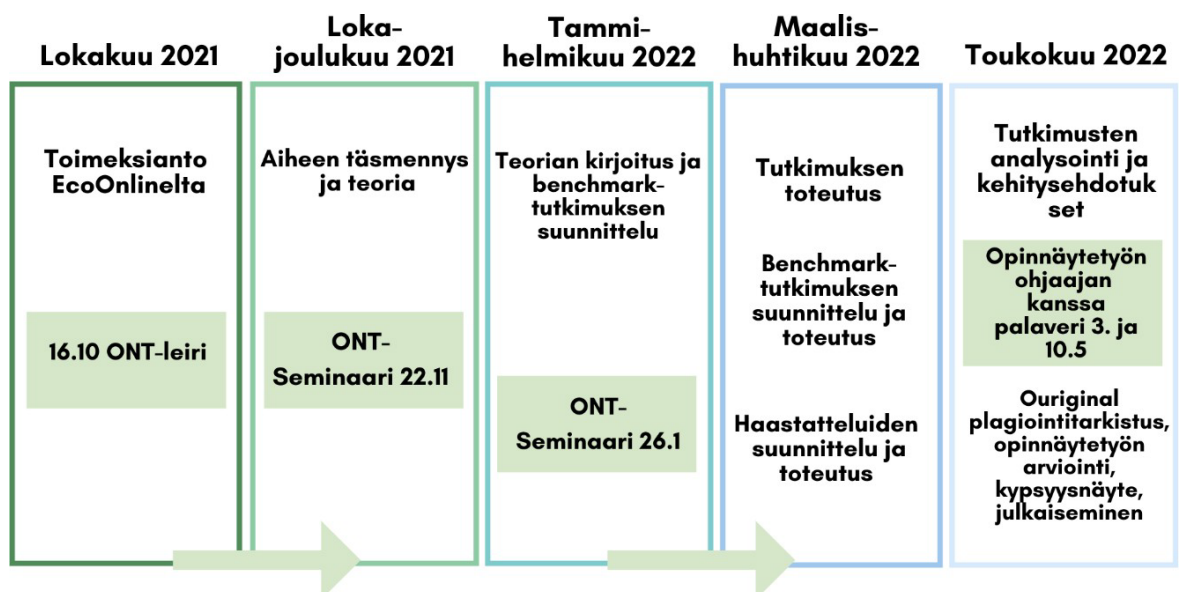 Lokakuu 2021
Toimeksianto
EcoOnlinelta
16.10 ONT-leiri
Loka-
joulukuu 2021
Aiheen täsmennys
ja teoria
ONT-
Seminaari 22.11
Tammi-
helmikuu 2022
Teorian kirjoitus ja
benchmark-
tutkimuksen
suunnittelu
ONT-
Seminaari 26.1
Maalis-
huhtikuu 2022
Tutkimuksen
toteutus
Benchmark-
tutkimuksen
suunnittelu ja
toteutus
Haastatteluiden
suunnittelu ja
toteutus
Toukokuu 2022
Tutkimusten
analysointi ja
kehitysehdotuk
set
Opinnäytetyön
ohjaajan
kanssa
palaveri 3. ja
10.5
Ouriginal
plagiointitarkistus,
opinnäytetyön
arviointi,
kypsyysnäyte,
julkaiseminen